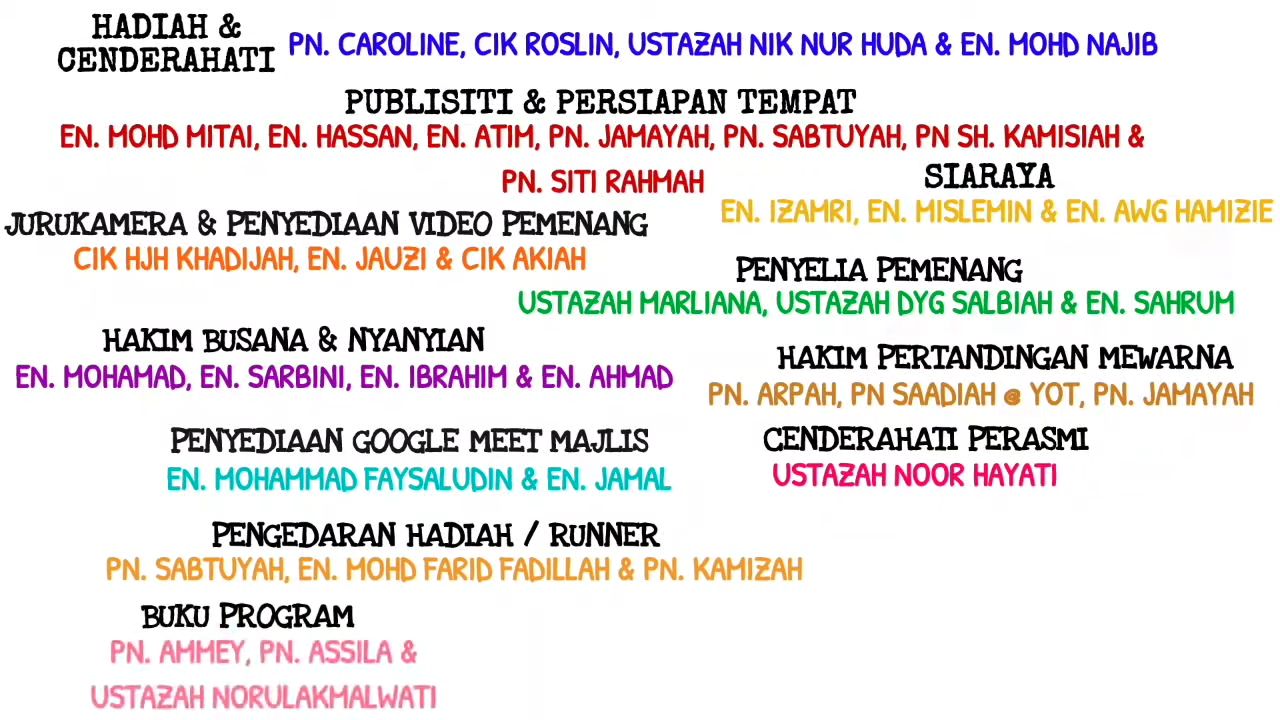 HADIAH &
CENDERAHATI
PN. CAROLINE, CIK ROSLIN, USTAZAH NIK NUR HUDA & EN. MOHD NAJIB
PUBLISITI & PERSIAPAN TEMPAT
EN. MOHD MITAI, EN. HASSAN, EN. ATIM, PN. JAMAYAH, PN. SABTUYAH, PN SH. KAMISIAH &
PN. SITI RAHMAH
SIARAYA
EN. IZAMRI, EN. MISLEMIN & EN. AWG HAMIZIE
JURUKAMERA & PENYEDIAAN VIDEO PEMENANG
CIK HJH KHADIJAH, EN. JAUZI & CIK AKIAH
PENYELIA PEMENANG
USTAZAH MARLIANA, USTAZAH DYG SALBIAH & EN. SAHRUM
HAKIM BUSANA & NYANYIAN
EN. MOHAMAD, EN. SARBINI, EN. IBRAHIM & EN. AHMAD
HAKIM PERTANDINGAN MEWARNA
PN. ARPAH, PN SAADIAH @ YOT, PN. JAMAYAH
PENYEDIAAN GOOGLE MEET MAJLIS
EN. MOHAMMAD FAYSALUDIN & EN. JAMAL
CENDERAHATI PERASMI
USTAZAH NOOR HAYATI
PENGEDARAN HADIAH / RUNNER
PN. SABTUYAH, EN. MOHD FARID FADILLAH & PN. KAMIZAH
BUKU PROGRAM
PN. AMMEY, PN. ASSILA &
USTAZAH NORULAKMALWATI